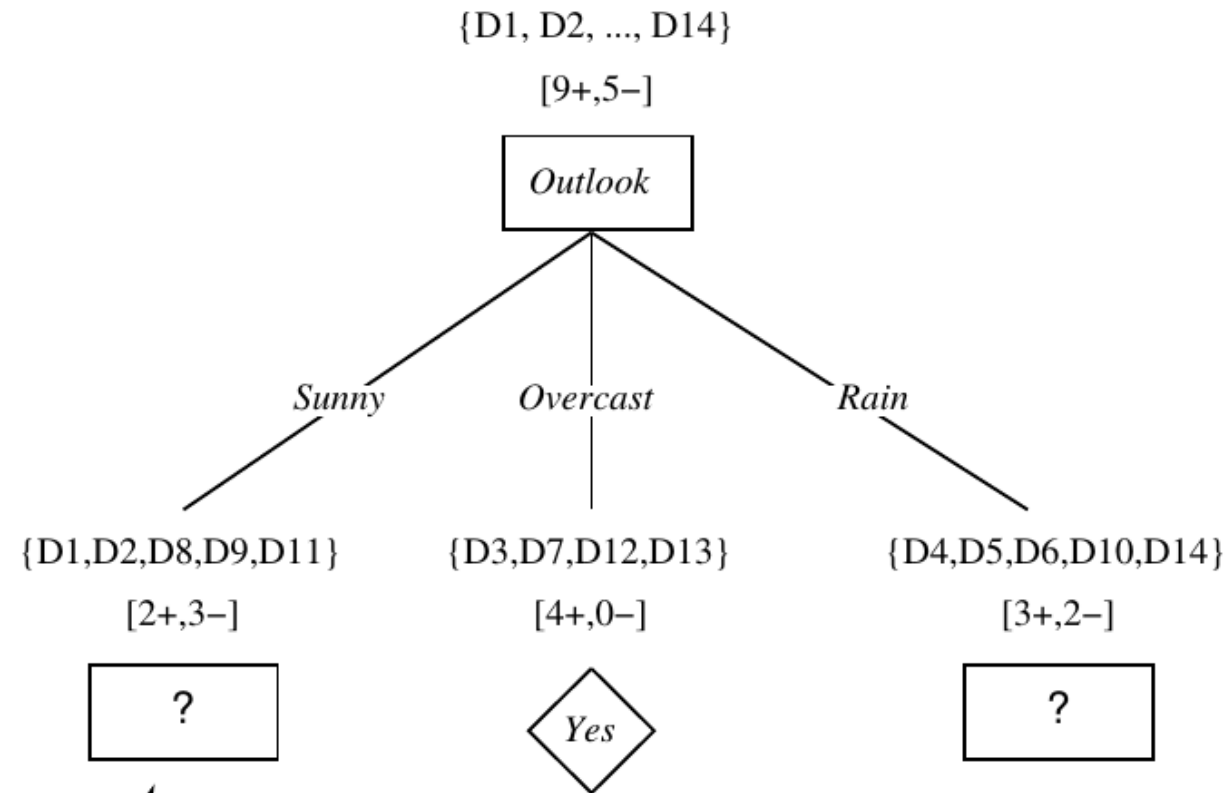 {D1, D2, ..., D14}
[9+,5−]
Outlook
Sunny Overcast Rain
{D1,D2,D8,D9,D11} {D3,D7,D12,D13} {D4,D5,D6,D10,D14}
[2+,3−] [4+,0−] [3+,2−]
? Yes ?